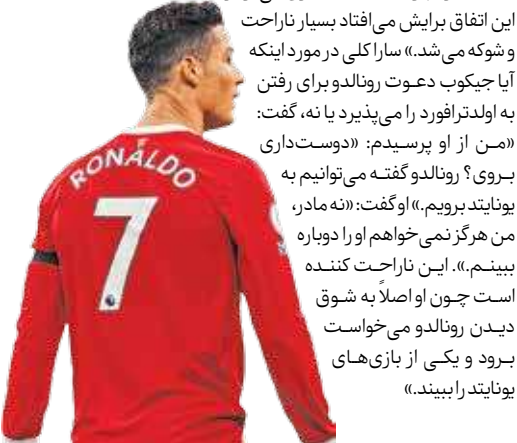 این اتفاق برایش می‌افتاد بسیار ناراحت
و شوکه می‌شد.» سارا کلی در مورد اینکه
آیا جیکوب دعوت رونالدو برای رفتن
به اولدترافورد را می‌پذیرد یا نه، گفت:
«من از او پرسیدم: «دوست‌داری
بروی؟ رونالدو گفته می‌توانیم به
یونایتد برویم.» او گفت: «نه مادر،
من هرگز نمی‌خواهم او را دوباره
ببینم.». این ناراحت کننده
است چون او اصلاً به شوق
دیدن رونالدو می‌خواست
برود و یکی از بازی‌های
یونایتد را ببیند.»
RONALDO
7